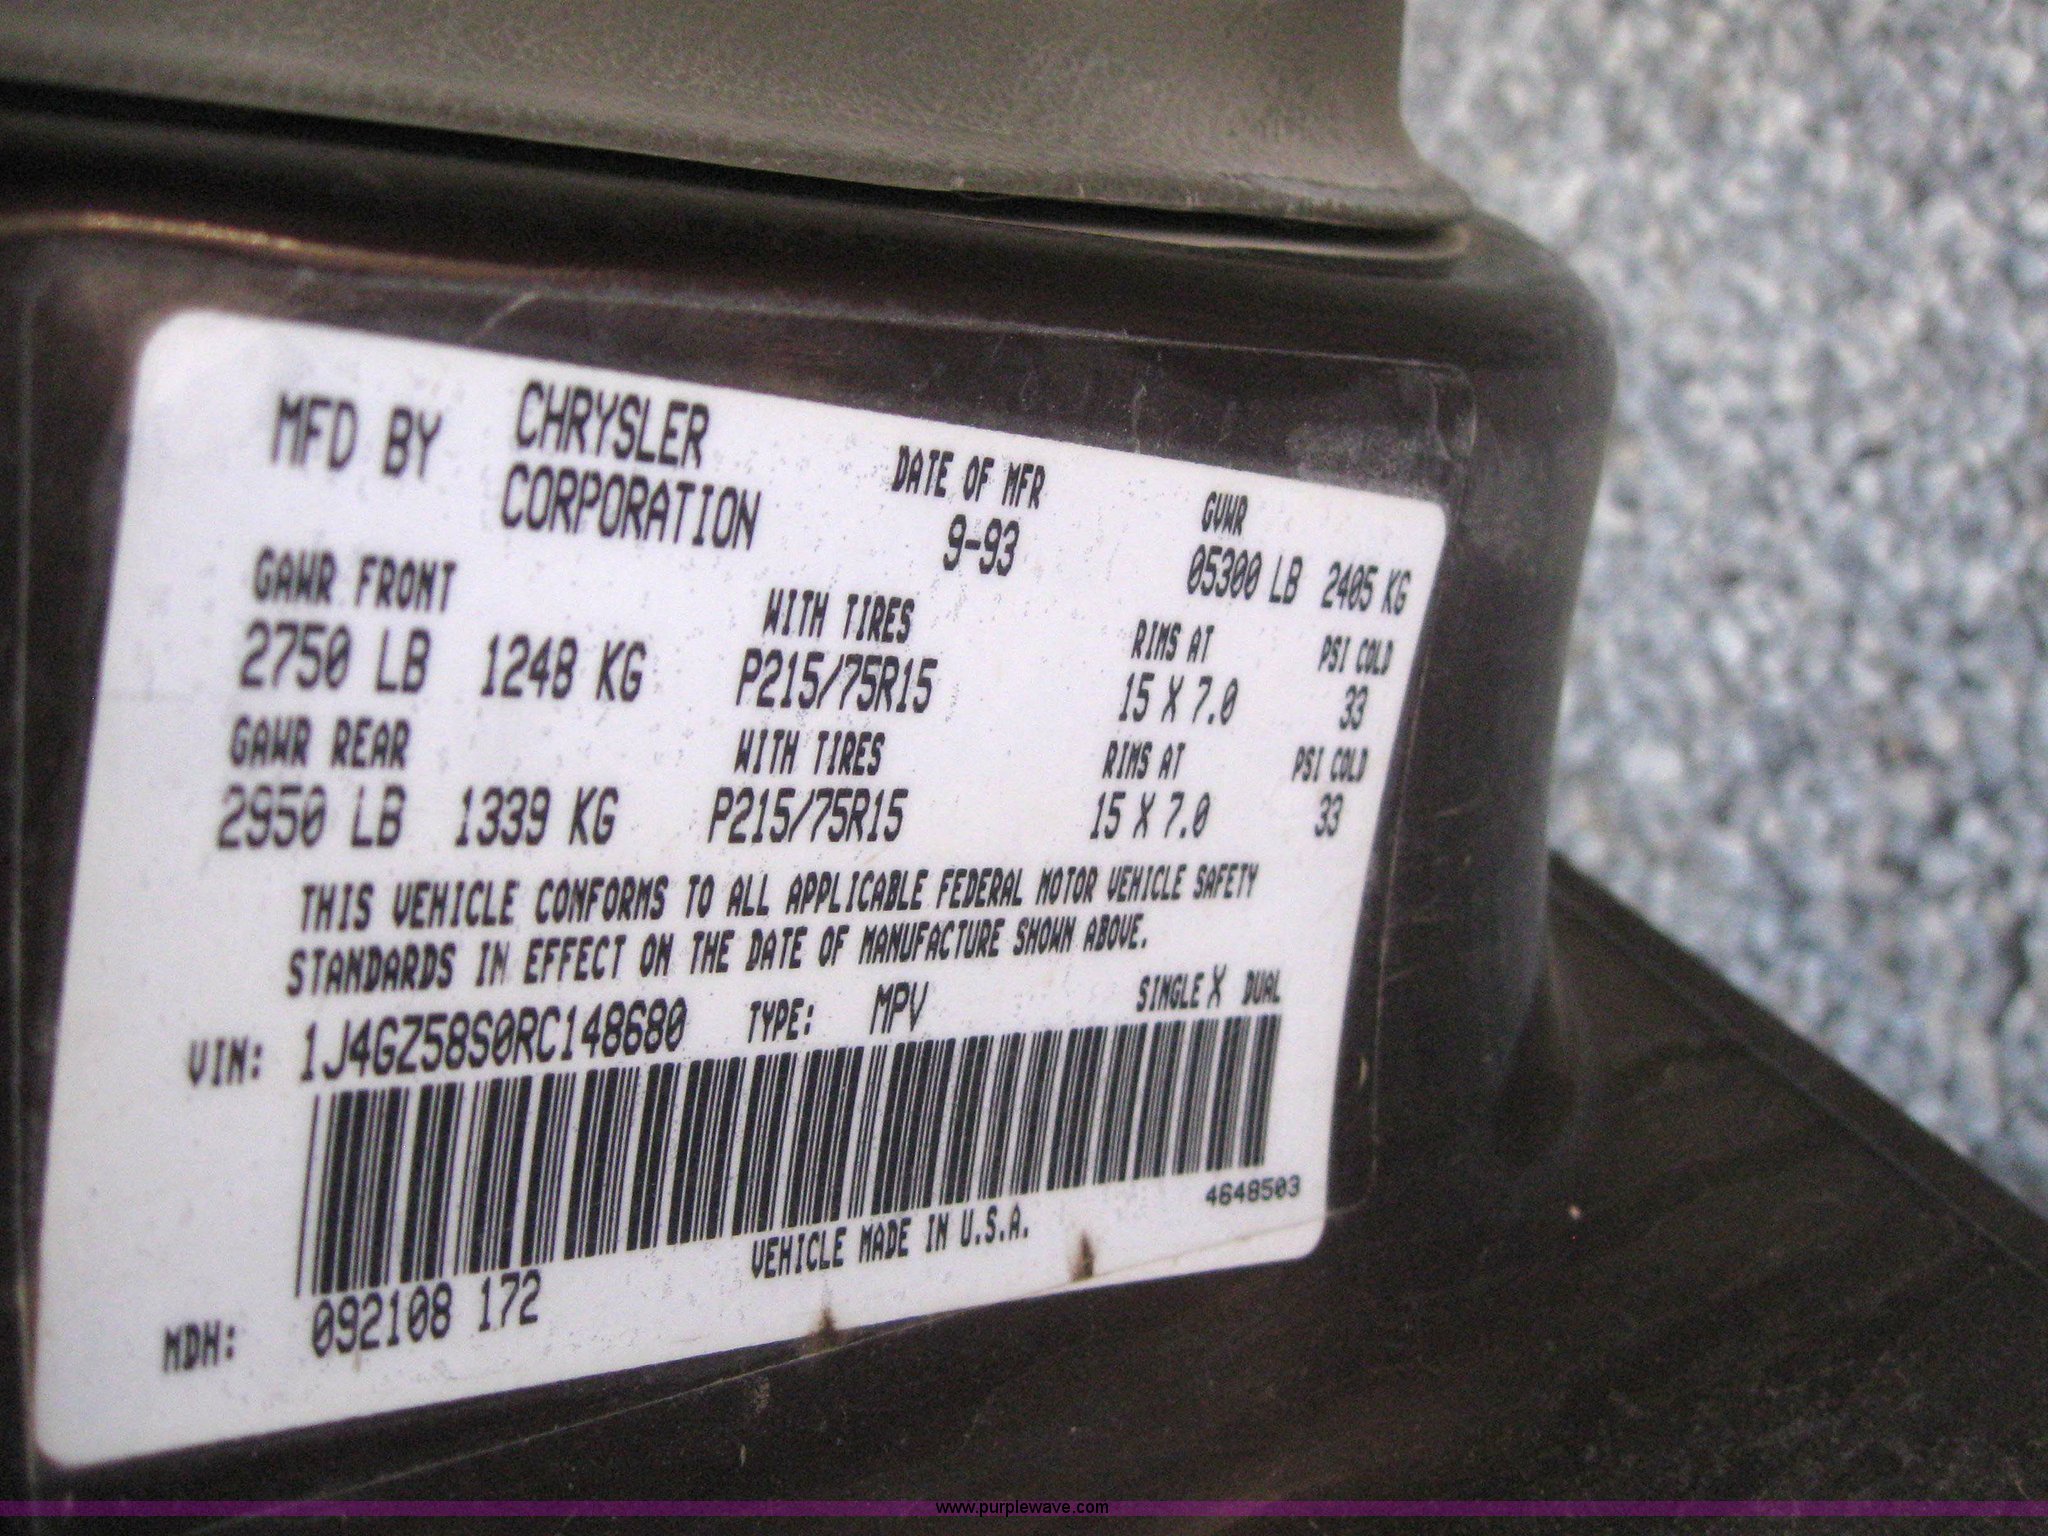 MFD BY CHRYSLER CORPORATION DATE OF MFR 9-93 GVWR 05300 LB 2405 KG
GAWR FRONT WITH TIRES RIMS AT PSI COLD
2750 LB 1248 KG P215/75R15 15 X 7.0 33
GAWR REAR WITH TIRES RIMS AT PSI COLD
2950 LB 1339 KG P215/75R15 15 X 7.0 33
THIS VEHICLE CONFORMS TO ALL APPLICABLE FEDERAL MOTOR VEHICLE SAFETY
STANDARDS IN EFFECT ON THE DATE OF MANUFACTURE SHOWN ABOVE.
VIN: 1J4GZ58S0RC148680 TYPE: MPV SINGLE X DUAL
4648503
VEHICLE MADE IN U.S.A.
MDH: 092108 172
www.purplewave.com